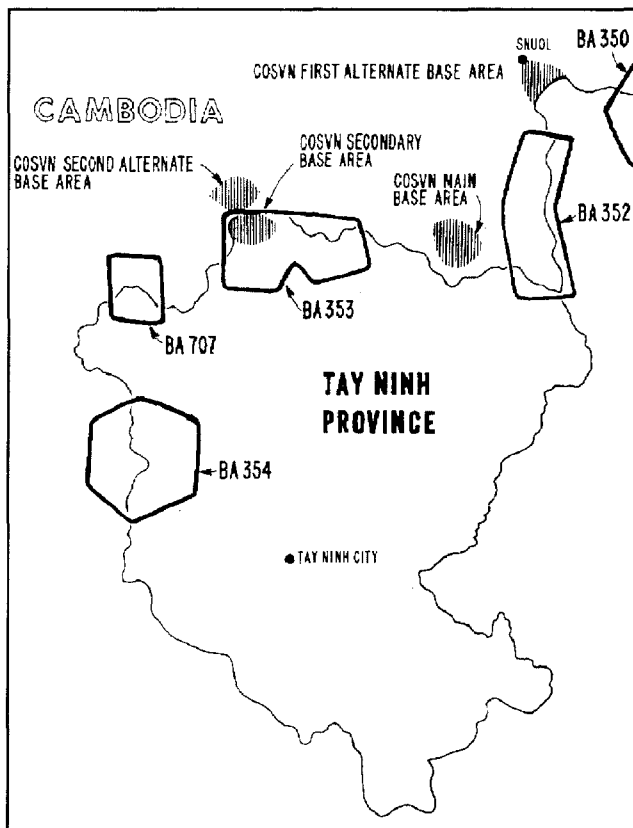 SNUOL
BA 350
COSVN FIRST ALTERNATE BASE AREA
CAMBODIA
COSVN SECONDARY
BASE AREA
COSVN SECOND ALTERNATE
BASE AREA
COSVN MAIN
BASE AREA
BA 352
BA 353
BA 707
TAY NINH
PROVINCE
BA 354
TAY NINH CITY